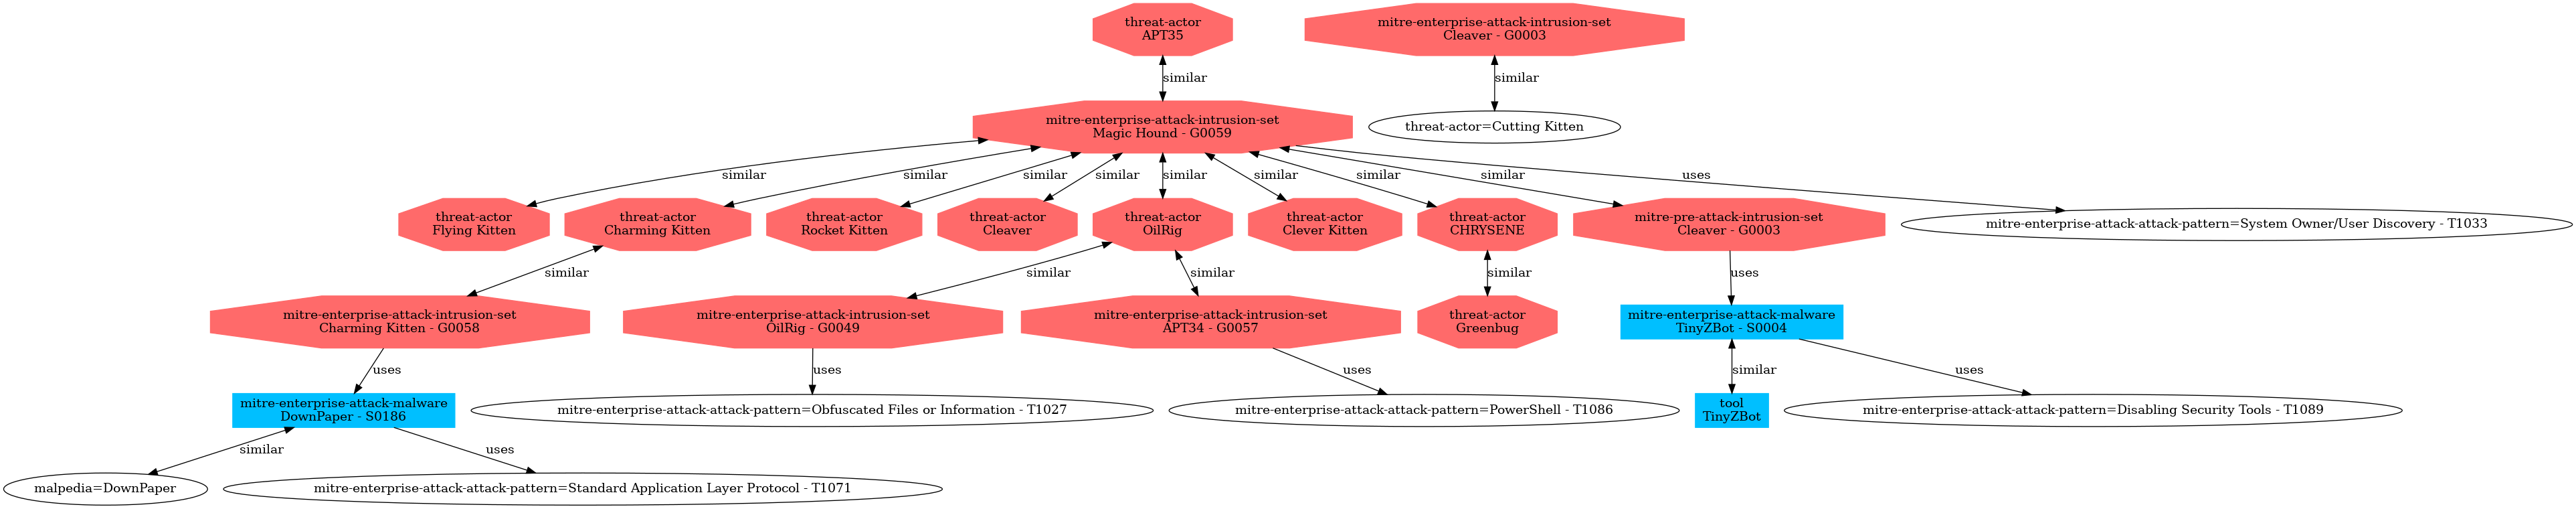 threat-actor
APT35
mitre-enterprise-attack-intrusion-set
Cleaver - G0003
similar
similar
mitre-enterprise-attack-intrusion-set
Magic Hound - G0059
threat-actor=Cutting Kitten
similar
similar
similar
similar
similar
similar
similar
similar
uses
threat-actor
Flying Kitten
threat-actor
Charming Kitten
threat-actor
Rocket Kitten
threat-actor
Cleaver
threat-actor
OilRig
threat-actor
Clever Kitten
threat-actor
CHRYSENE
mitre-pre-attack-intrusion-set
Cleaver - G0003
mitre-enterprise-attack-attack-pattern=System Owner/User Discovery - T1033
similar
similar
similar
similar
uses
mitre-enterprise-attack-intrusion-set
Charming Kitten - G0058
mitre-enterprise-attack-intrusion-set
OilRig - G0049
mitre-enterprise-attack-intrusion-set
APT34 - G0057
threat-actor
Greenbug
mitre-enterprise-attack-malware
TinyZBot - S0004
uses
uses
uses
similar
uses
mitre-enterprise-attack-malware
DownPaper - S0186
mitre-enterprise-attack-attack-pattern=Obfuscated Files or Information - T1027
mitre-enterprise-attack-attack-pattern=PowerShell - T1086
tool
TinyZBot
mitre-enterprise-attack-attack-pattern=Disabling Security Tools - T1089
similar
uses
malpedia=DownPaper
mitre-enterprise-attack-attack-pattern=Standard Application Layer Protocol - T1071